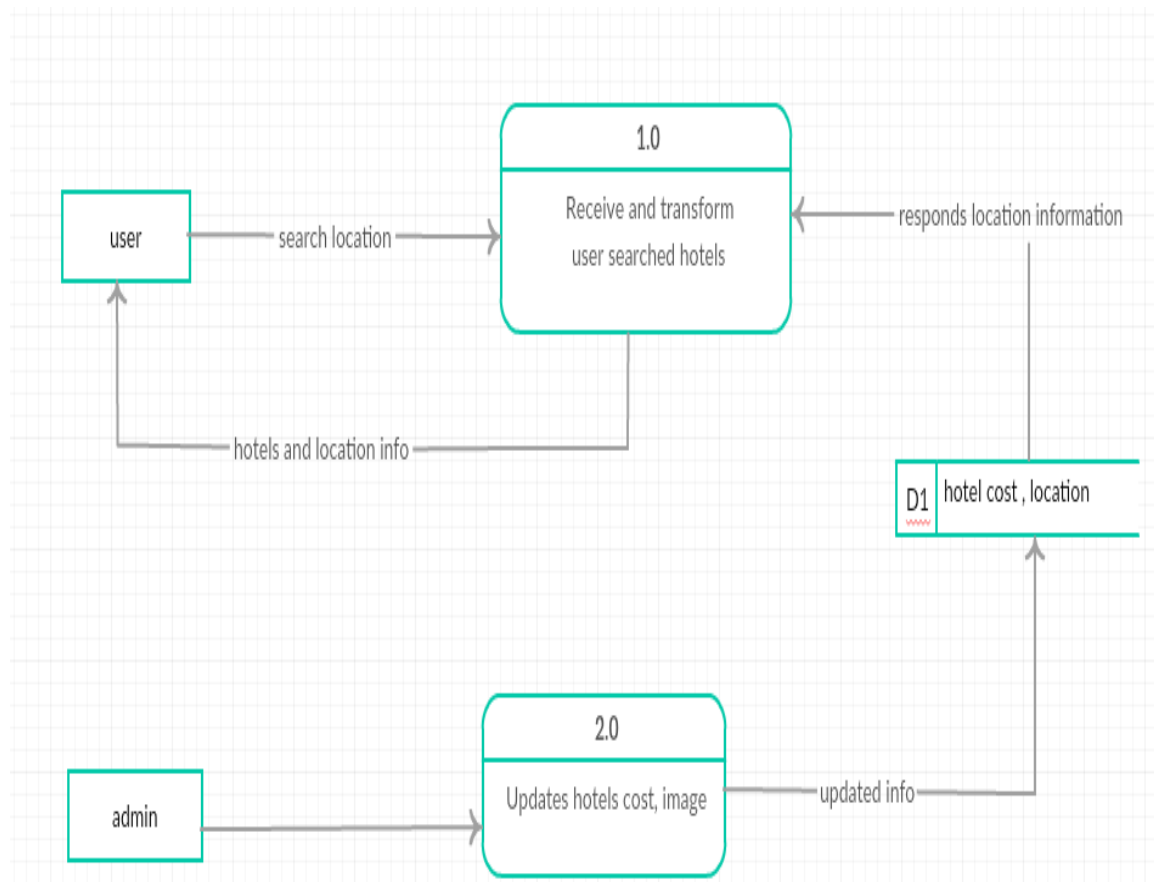 1.0
Receive and transform
user searched hotels
user
search location
responds location information
hotels and location info
D1
hotel cost , location
2.0
Updates hotels cost, image
updated info
admin